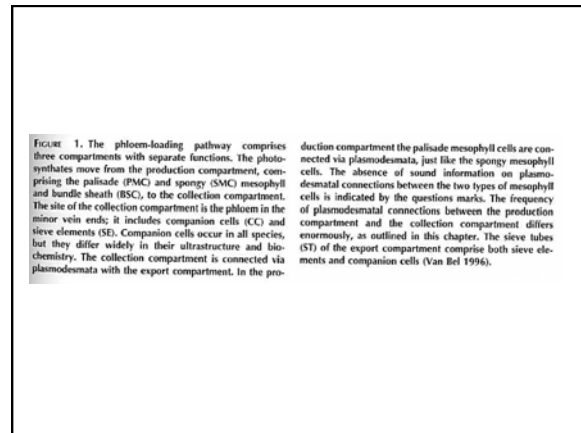 FIGURE 1. The phloem-loading pathway comprises
three compartments with separate functions. The photo-
synthates move from the production compartment, com-
prising the palisade (PMC) and spongy (SMC) mesophyll
and bundle sheath (BSC), to the collection compartment.
The site of the collection compartment is the phloem in the
minor vein ends; it includes companion cells (CC) and
sieve elements (SE). Companion cells occur in all species,
but they differ widely in their ultrastructure and bio-
chemistry. The collection compartment is connected via
plasmodesmata with the export compartment. In the pro-
duction compartment the palisade mesophyll cells are con-
nected via plasmodesmata, just like the spongy mesophyll
cells. The absence of sound information on plasmo-
desmatal connections between the two types of mesophyll
cells is indicated by the questions marks. The frequency
of plasmodesmatal connections between the production
compartment and the collection compartment differs
enormously, as outlined in this chapter. The sieve tubes
(ST) of the export compartment comprise both sieve ele-
ments and companion cells (Van Bel 1996).